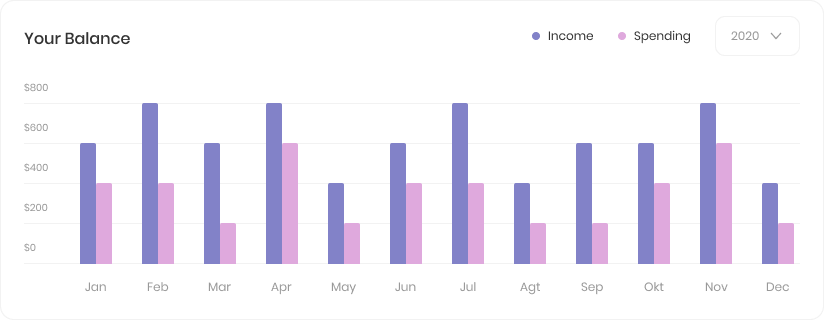 Your Balance
Income
Spending
2020
$800
$600
$400
$200
$0
Jan Feb Mar Apr May Jun Jul Agt Sep Okt Nov Dec